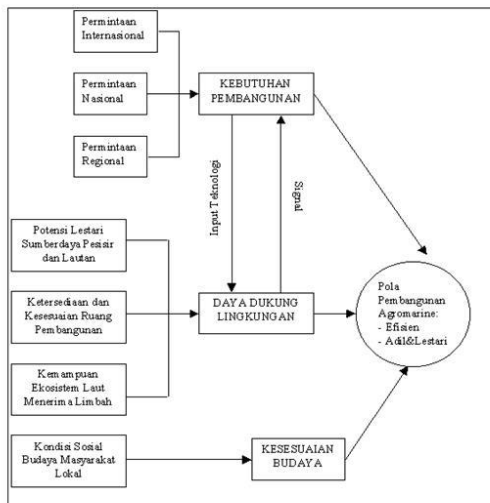 Permintaan
Internasional
Permintaan
Nasional
Permintaan
Regional
KEBUTUHAN
PEMBANGUNAN
Input Teknologi
Signal
Potensi Lestari
Sumberdaya Pesisir
dan Lautan
Ketersediaan dan
Kesesuaian Ruang
Pembangunan
Kemampuan
Ekosistem Laut
Menerima Limbah
DAYA DUKUNG
LINGKUNGAN
Pola
Pembangunan
Agromarine:
- Efisien
- Adil&Lestari
Kondisi Sosial
Budaya Masyarakat
Lokal
KESESUAIAN
BUDAYA